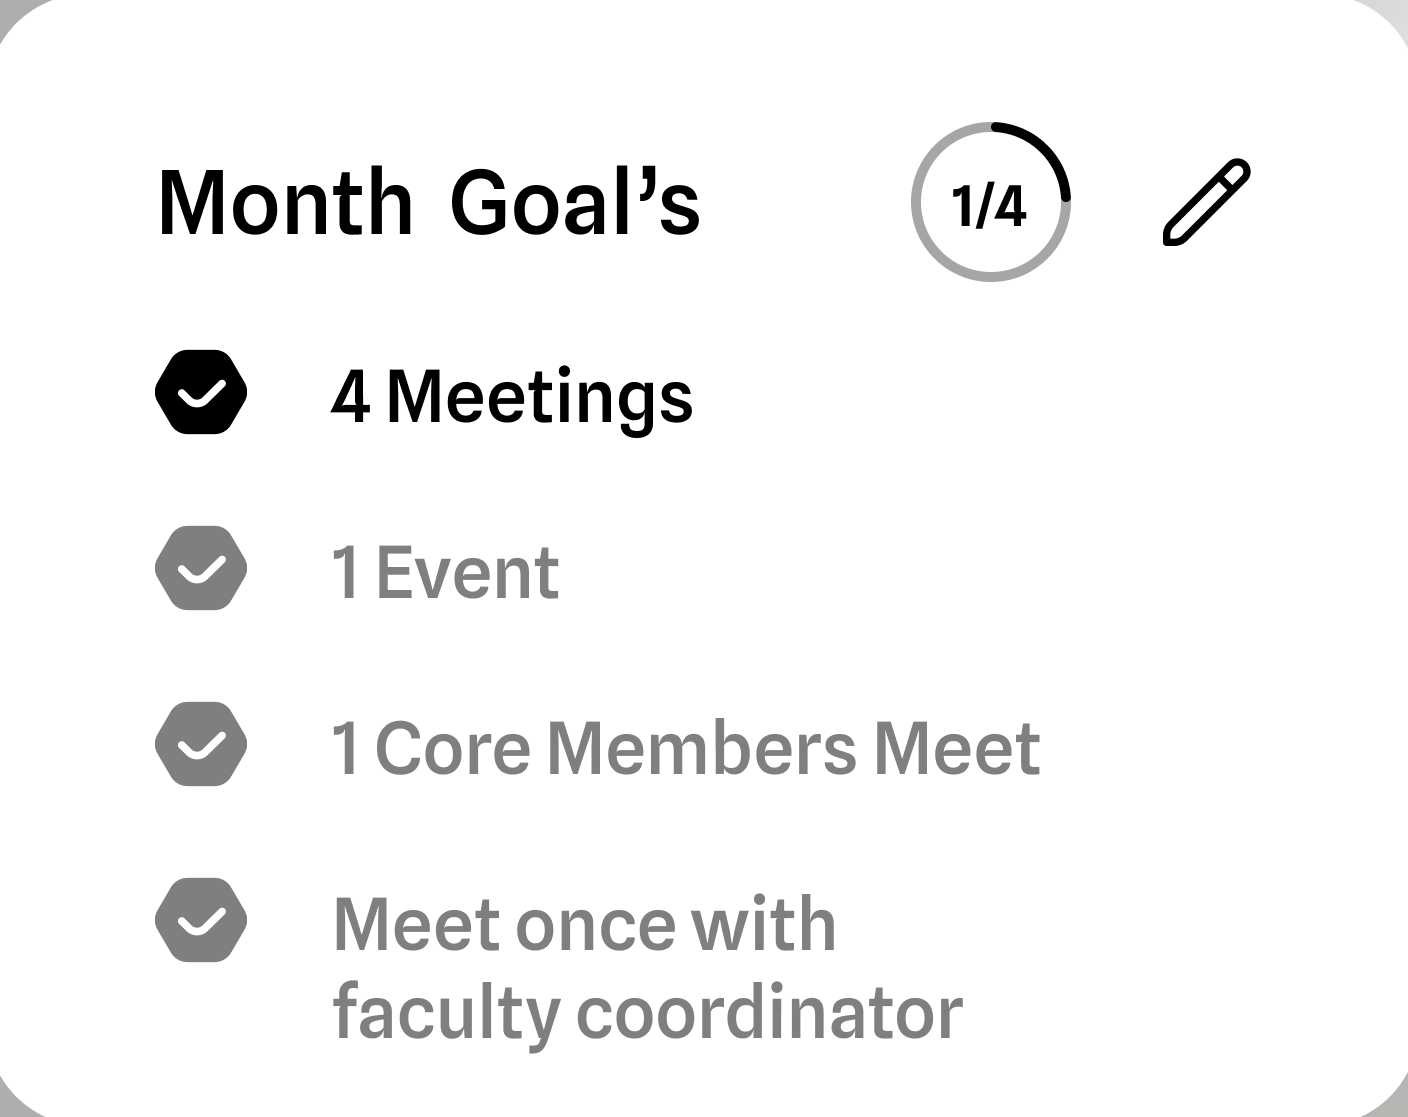 Month Goal’s
1/4
4 Meetings
1 Event
1 Core Members Meet
Meet once with
faculty coordinator